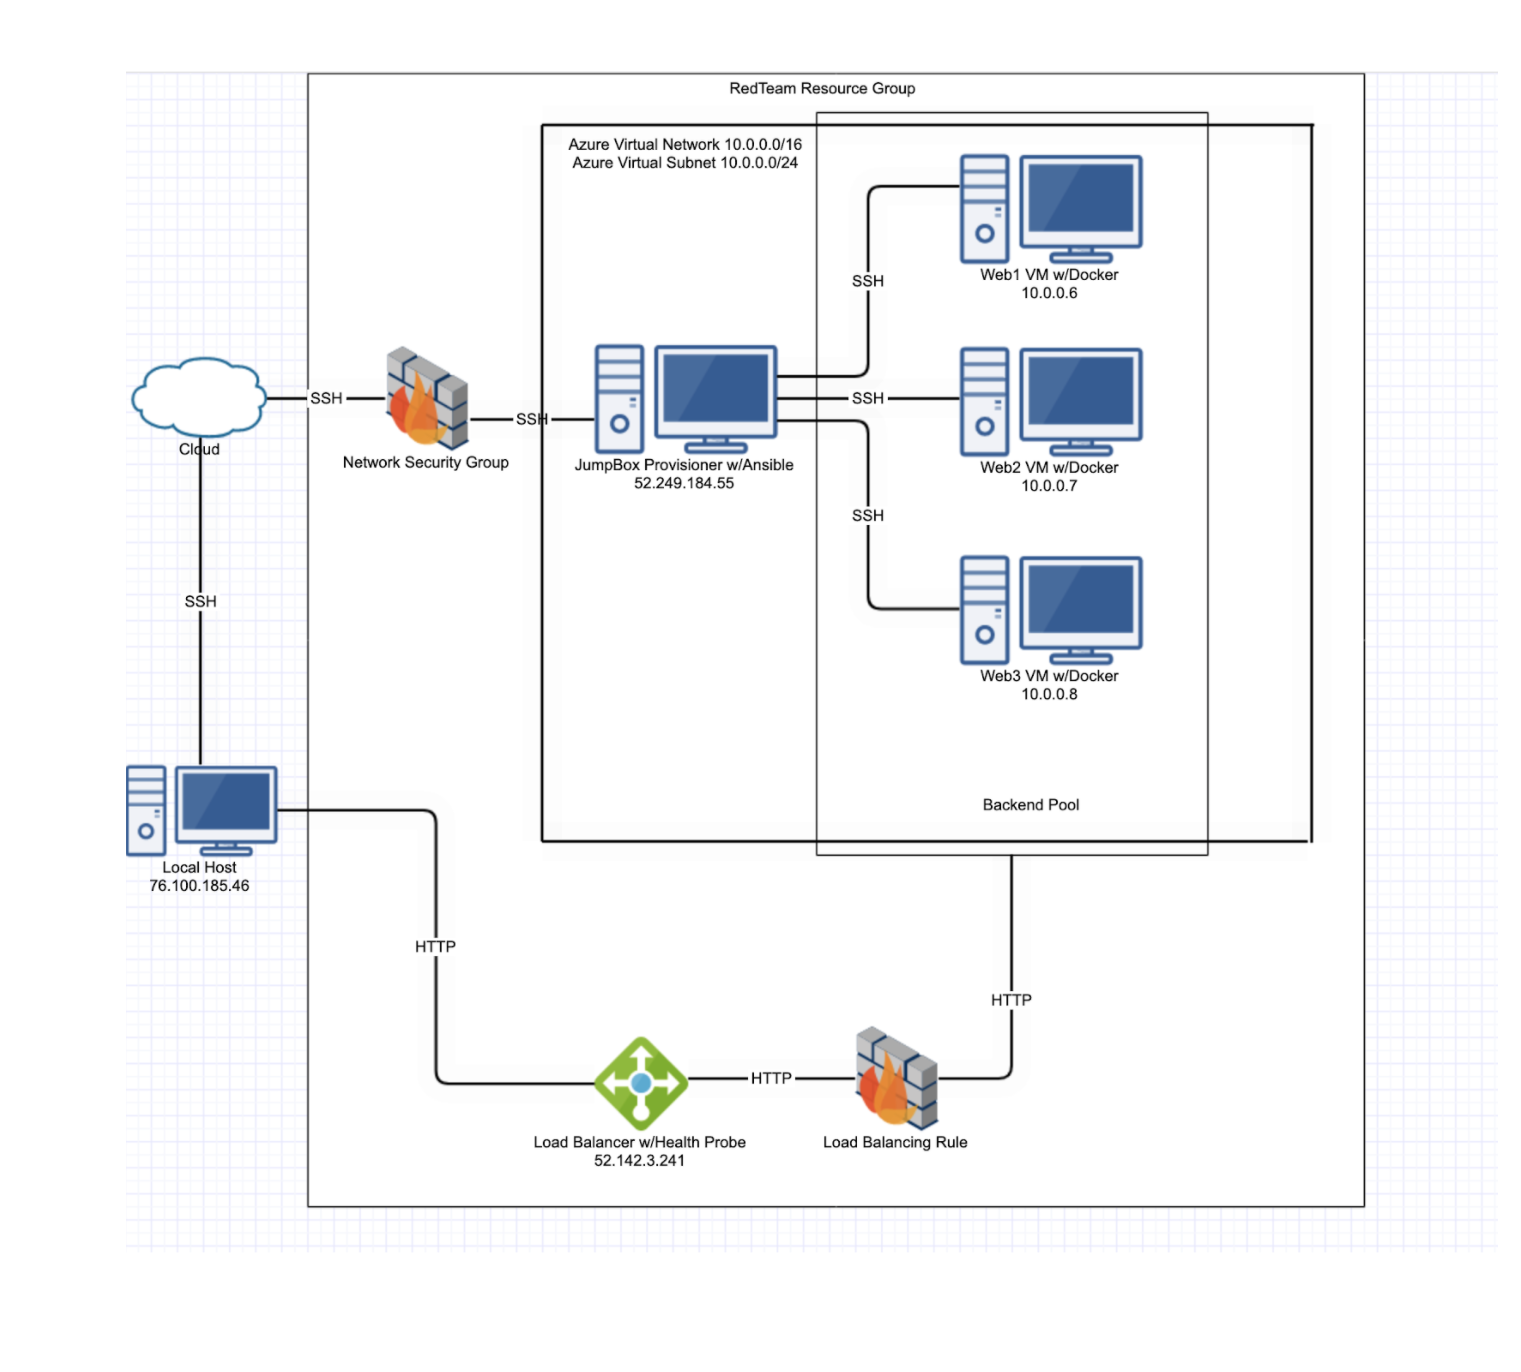 RedTeam Resource Group
Azure Virtual Network 10.0.0.0/16
Azure Virtual Subnet 10.0.0.0/24
SSH
Web1 VM w/Docker
10.0.0.6
Cloud
SSH
Network Security Group
SSH
JumpBox Provisioner w/Ansible
52.249.184.55
SSH
Web2 VM w/Docker
10.0.0.7
SSH
SSH
Web3 VM w/Docker
10.0.0.8
Backend Pool
Local Host
76.100.185.46
HTTP
HTTP
HTTP
Load Balancer w/Health Probe
52.142.3.241
Load Balancing Rule